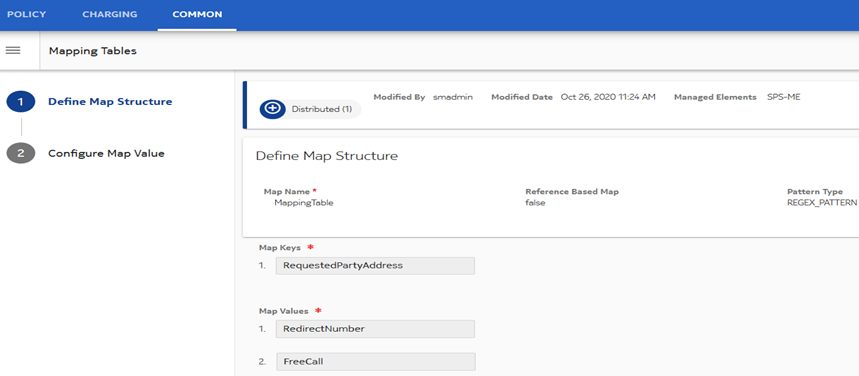 POLICY CHARGING COMMON
Mapping Tables
1 Define Map Structure
2 Configure Map Value
Distributed (1) Modified By smadmin Modified Date Oct 26, 2020 11:24 AM Managed Elements SPS-ME
Define Map Structure
Map Name * Reference Based Map Pattern Type
MappingTable false REGEX_PATTERN
Map Keys *
1. RequestedPartyAddress
Map Values *
1. RedirectNumber
2. FreeCall